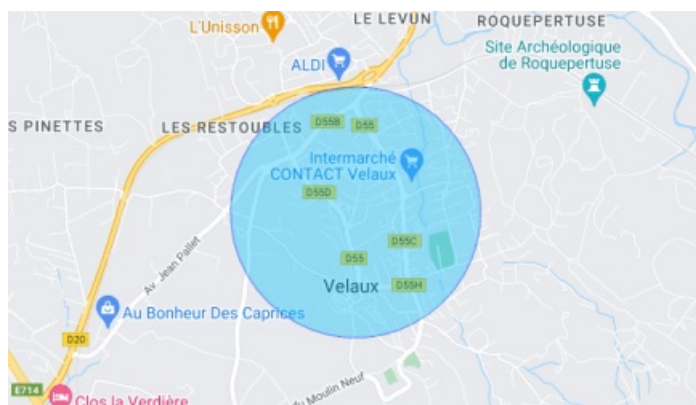 LE LEVUN
ROQUEPERTUSE
L'Unisson
Site Archéologique
de Roquepertuse
ALDI
S PINETTES
LES RESTOUBLES
D55B
D55
Intermarché
CONTACT Velaux
D55D
Av. Jean Pallet
D55C
D55
Velaux
D55H
Au Bonheur Des Caprices
D20
E714
Clos la Verdière
du Moulin Neuf